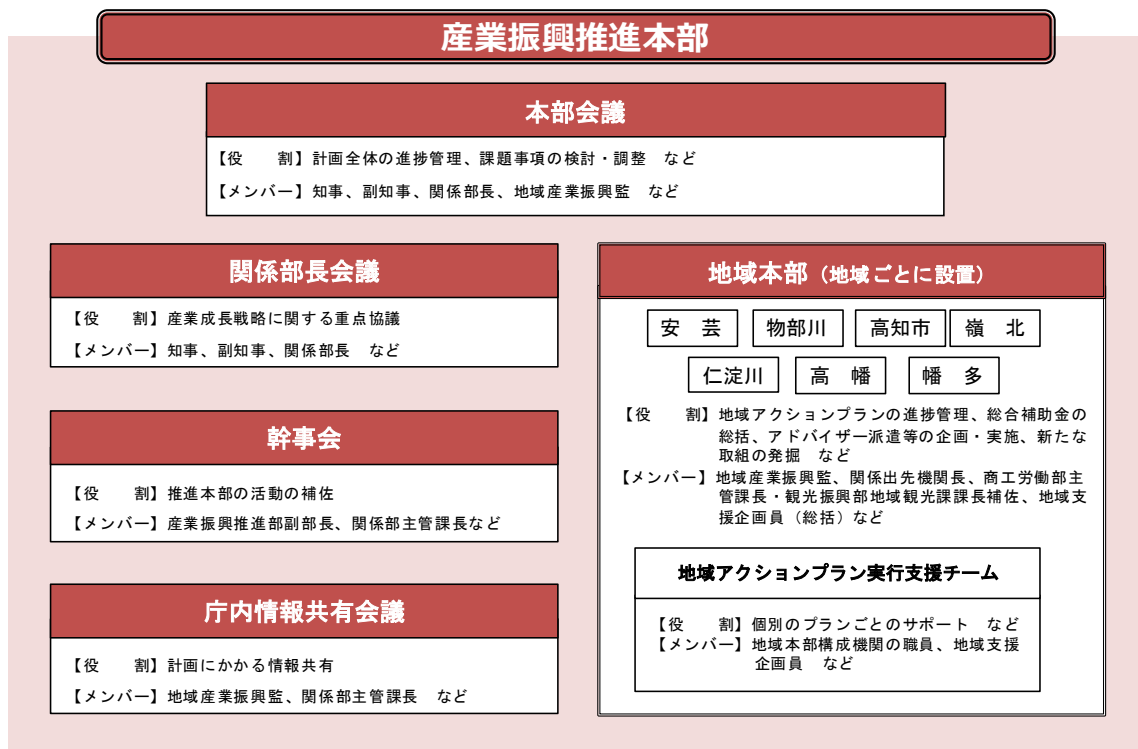 産業振興推進本部
本部会議
【役　　割】計画全体の進捗管理、課題事項の検討・調整　など
【メンバー】知事、副知事、関係部長、地域産業振興監　など
関係部長会議
【役　　割】産業成長戦略に関する重点協議
【メンバー】知事、副知事、関係部長　など
幹事会
【役　　割】推進本部の活動の補佐
【メンバー】産業振興推進部副部長、関係部主管課長など
庁内情報共有会議
【役　　割】計画にかかる情報共有
【メンバー】地域産業振興監、関係部主管課長　など
地域本部（地域ごとに設置）
安　芸　物部川　高知市　嶺　北
仁淀川　高　幡　幡　多
【役　　割】地域アクションプランの進捗管理、総合補助金の
総括、アドバイザー派遣等の企画・実施、新たな
取組の発掘　など
【メンバー】地域産業振興監、関係出先機関長、商工労働部主
管課長・観光振興部地域観光課課長補佐、地域支
援企画員（総括）など
地域アクションプラン実行支援チーム
【役　　割】個別のプランごとのサポート　など
【メンバー】地域本部構成機関の職員、地域支援
企画員　など